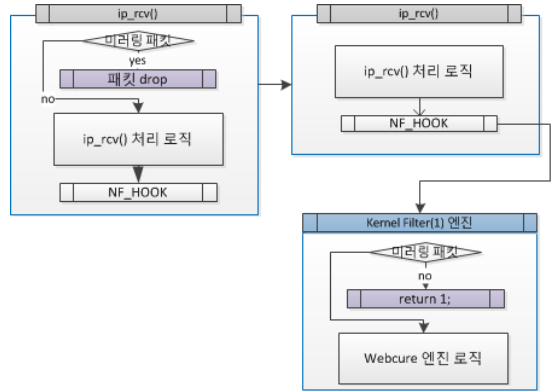 ip_rcv()
미러링 패킷
yes
패킷 drop
no
ip_rcv() 처리 로직
NF_HOOK
ip_rcv()
ip_rcv() 처리 로직
NF_HOOK
Kernel Filter(1) 엔진
미러링 패킷
no
return 1;
Webcure 엔진 로직